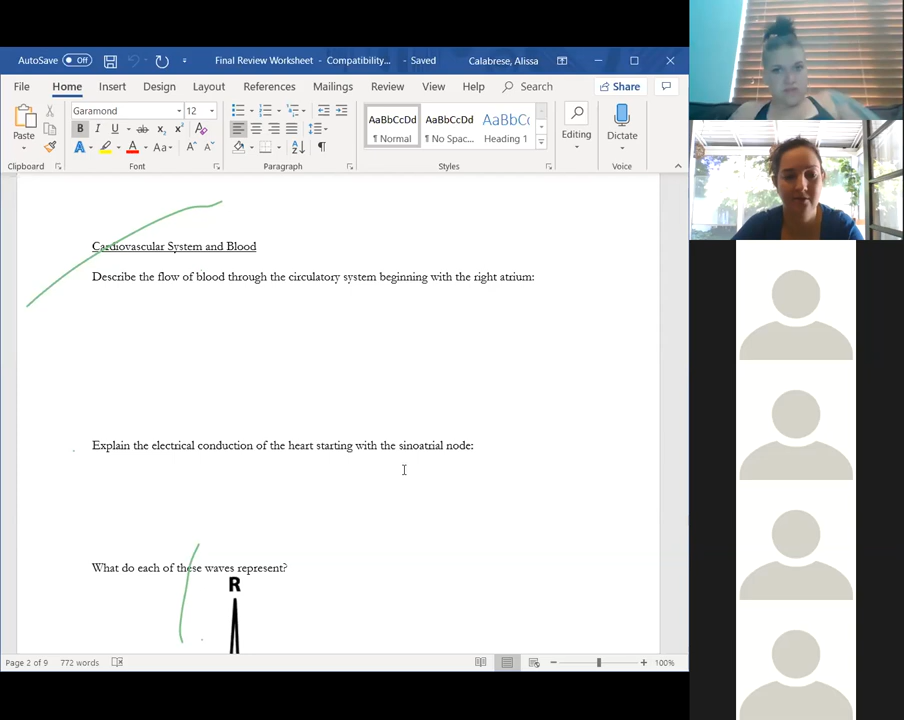 AutoSave Off Final Review Worksheet - Compatibility... - Saved Calabrese, Alissa
File Home Insert Design Layout References Mailings Review View Help Search Share
Garamond 12 AaBbCcDd AaBbCcDd AaBbCc
Paste B I U ab x₂ x² ¶ Normal ¶ No Spac... Heading 1 Editing Dictate
Clipboard Font Paragraph Styles Voice
Cardiovascular System and Blood
Describe the flow of blood through the circulatory system beginning with the right atrium:
Explain the electrical conduction of the heart starting with the sinoatrial node:
What do each of these waves represent?
R
Page 2 of 9 772 words 100%